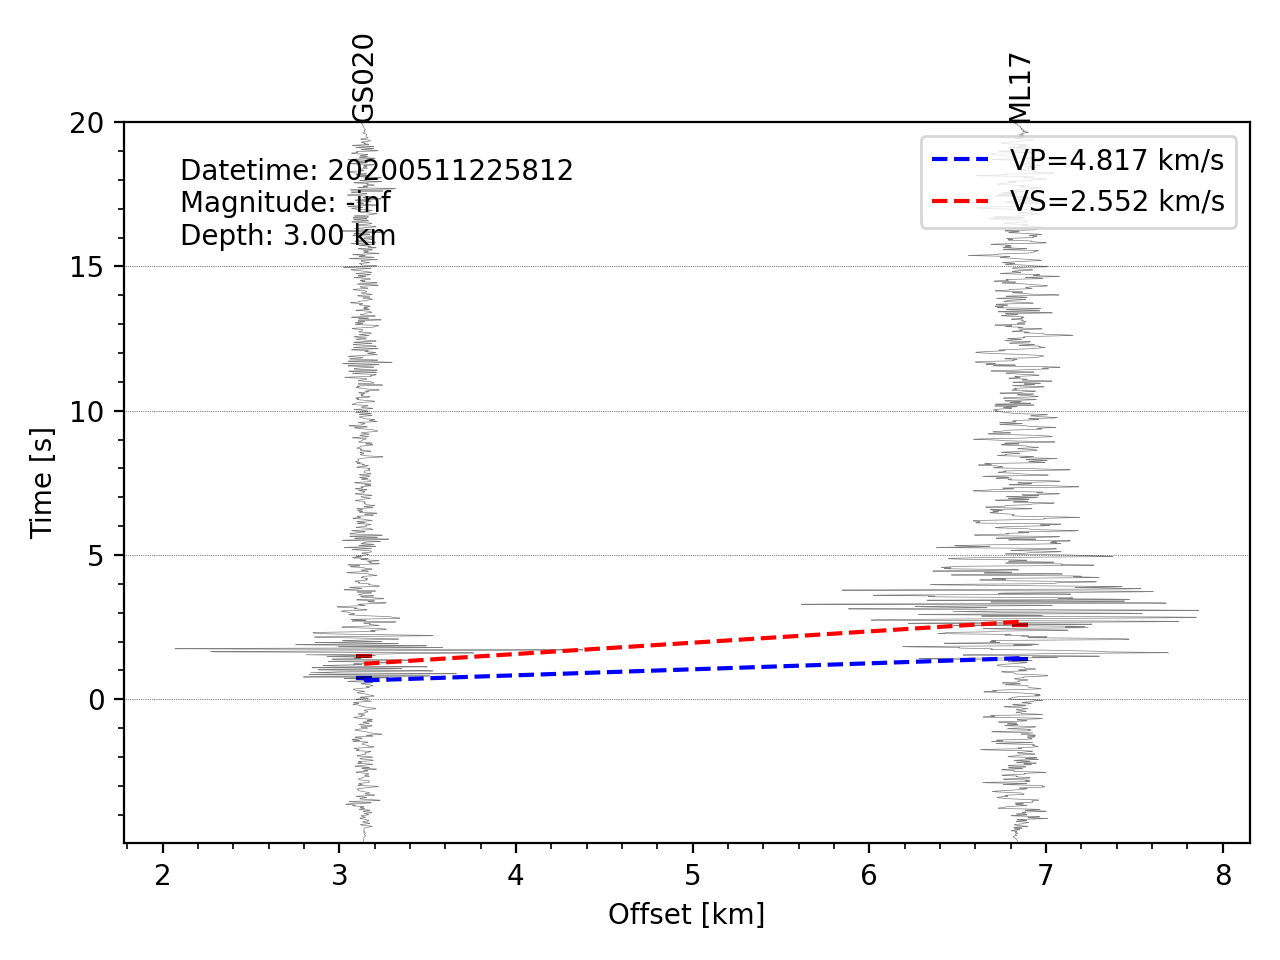 GS020
ML17
Datetime: 20200511225812
Magnitude: -inf
Depth: 3.00 km
VP=4.817 km/s
VS=2.552 km/s
20
15
10
5
0
Time [s]
2 3 4 5 6 7 8
Offset [km]